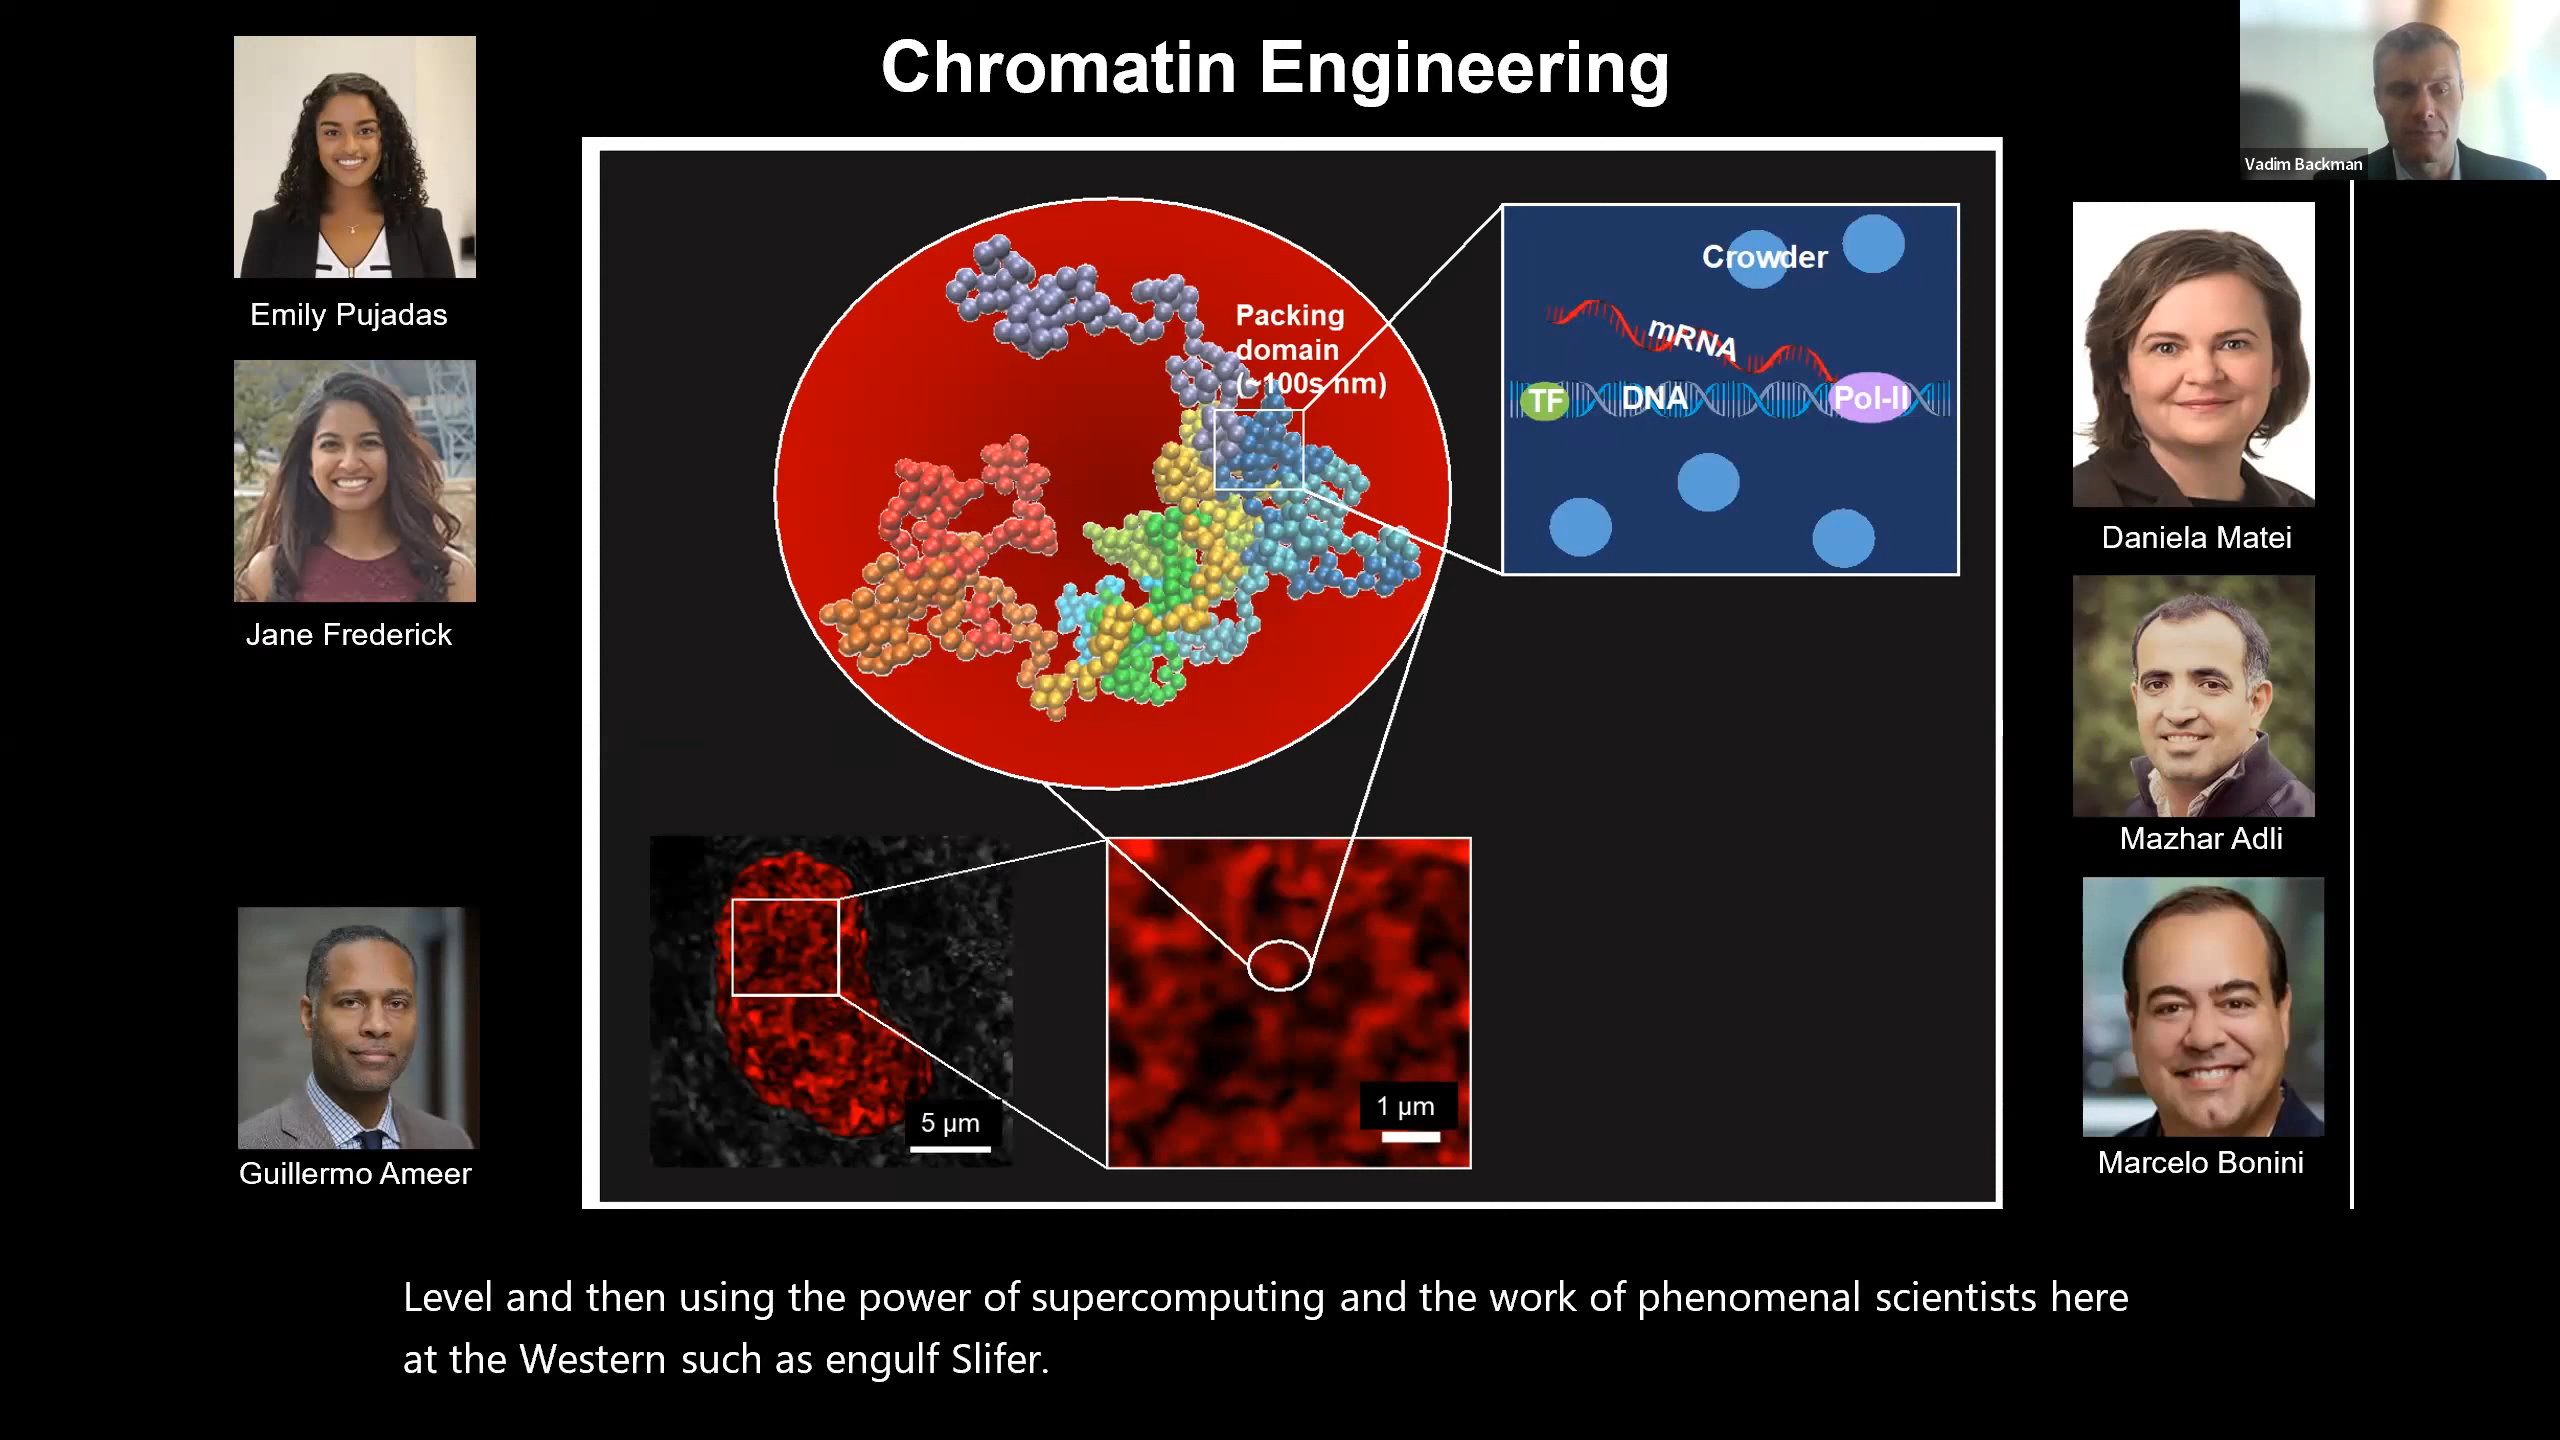 Chromatin Engineering
Vadim Backman
Emily Pujadas
Jane Frederick
Guillermo Ameer
Packing
domain
(~100s nm)
Crowder
mRNA
TF
DNA
Pol-II
5 μm
1 μm
Daniela Matei
Mazhar Adli
Marcelo Bonini
Level and then using the power of supercomputing and the work of phenomenal scientists here
at the Western such as engulf Slifer.